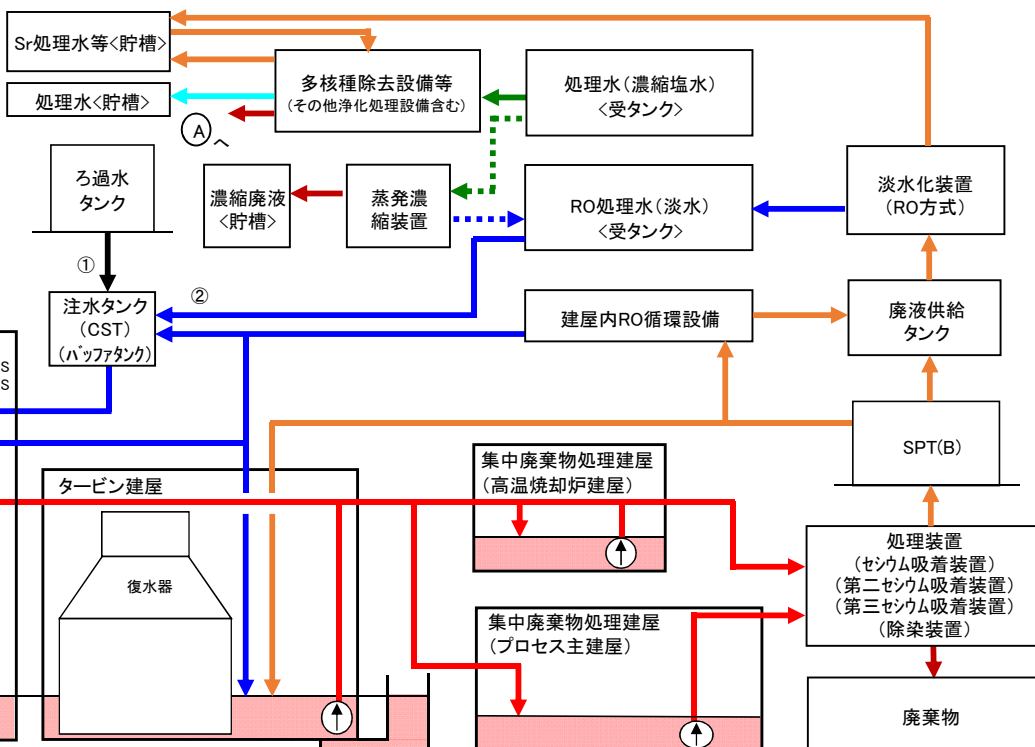 Sr処理水等<貯槽>
多核種除去設備等
(その他浄化処理設備含む)
処理水(濃縮塩水)
<受タンク>
処理水<貯槽>
A
へ
ろ過水
タンク
濃縮廃液
<貯槽>
蒸発濃
縮装置
RO処理水(淡水)
<受タンク>
淡水化装置
(RO方式)
①
②
注水タンク
(CST)
(バッファタンク)
建屋内RO循環設備
廃液供給
タンク
S
S
SPT(B)
タービン建屋
集中廃棄物処理建屋
(高温焼却炉建屋)
復水器
処理装置
(セシウム吸着装置)
(第二セシウム吸着装置)
(第三セシウム吸着装置)
(除染装置)
集中廃棄物処理建屋
(プロセス主建屋)
廃棄物